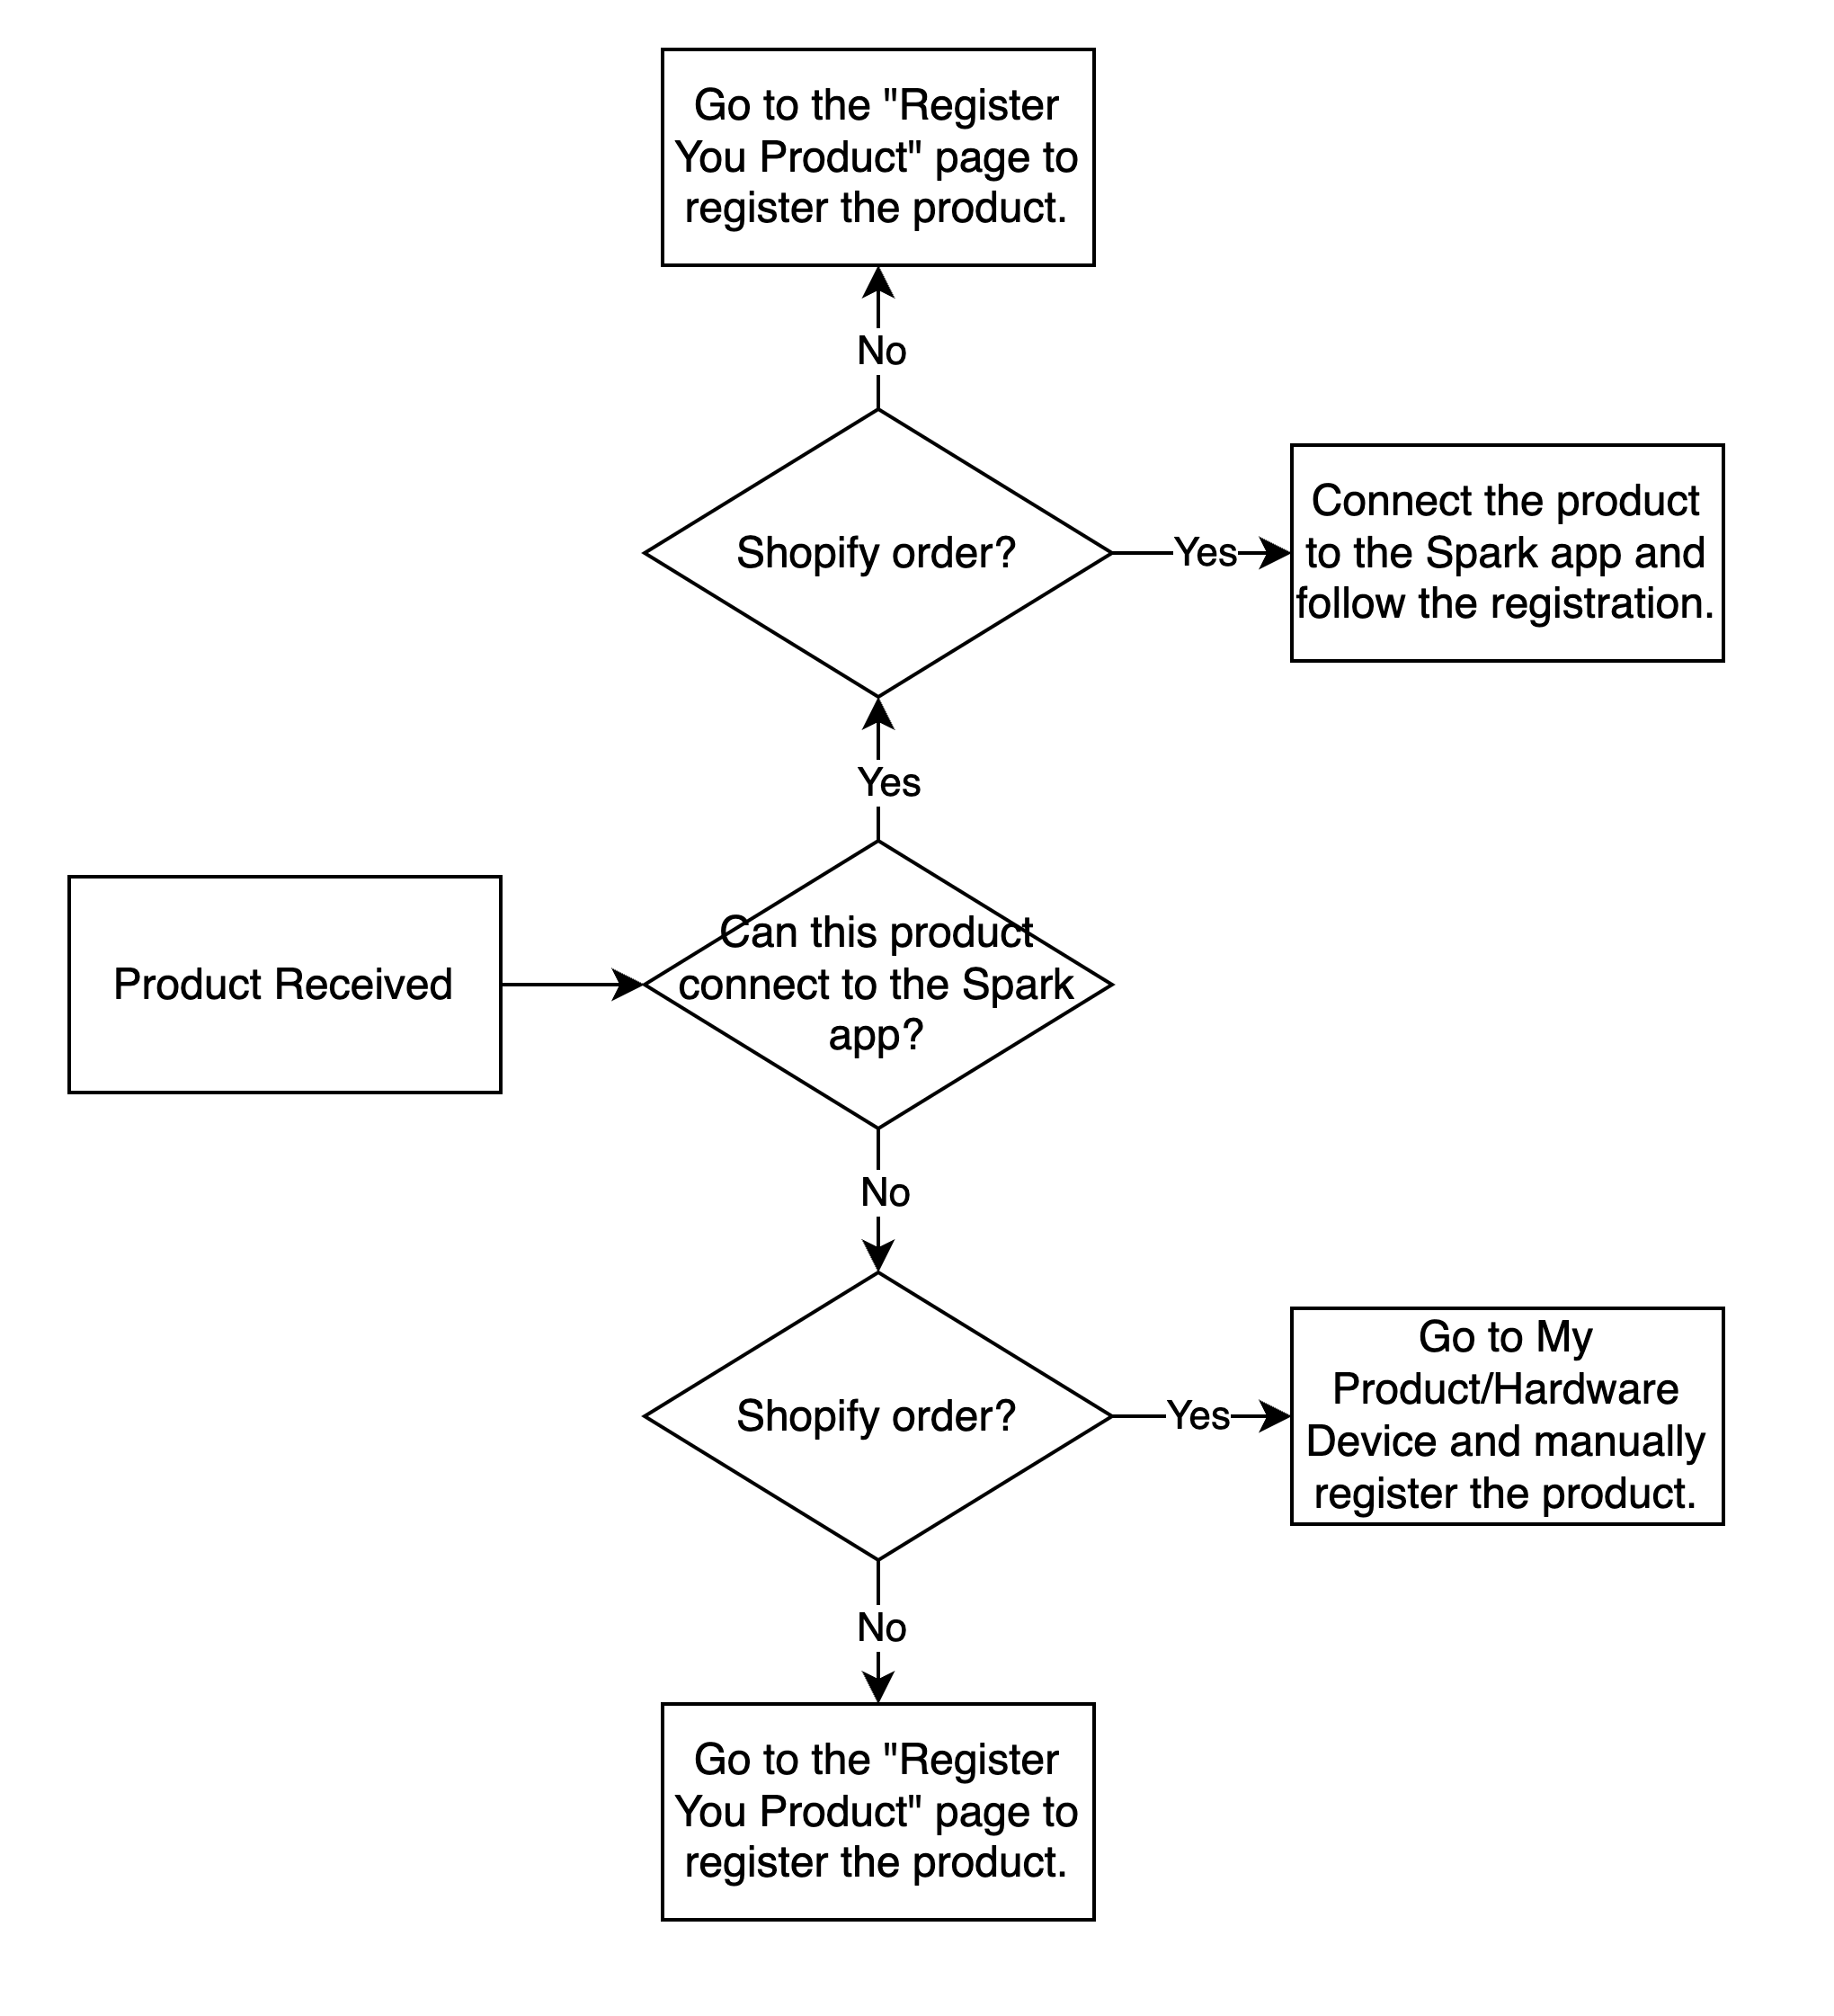 Go to the "Register
You Product" page to
register the product.
No
Shopify order?
Yes
Connect the product
to the Spark app and
follow the registration.
Yes
Product Received
Can this product
connect to the Spark
app?
No
Shopify order?
Yes
Go to My
Product/Hardware
Device and manually
register the product.
No
Go to the "Register
You Product" page to
register the product.